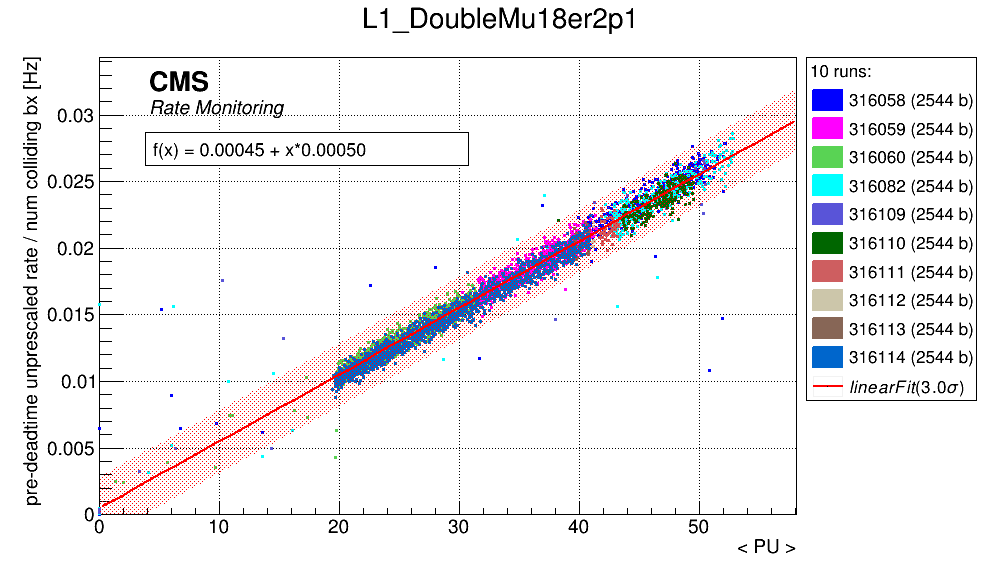 L1_DoubleMu18er2p1
pre-deadtime unprescaled rate / num colliding bx [Hz]
CMS
Rate Monitoring
f(x) = 0.00045 + x*0.00050
0.03
0.025
0.02
0.015
0.01
0.005
0
0 10 20 30 40 50
< PU >
10 runs:
316058 (2544 b)
316059 (2544 b)
316060 (2544 b)
316082 (2544 b)
316109 (2544 b)
316110 (2544 b)
316111 (2544 b)
316112 (2544 b)
316113 (2544 b)
316114 (2544 b)
linearFit(3.0σ)